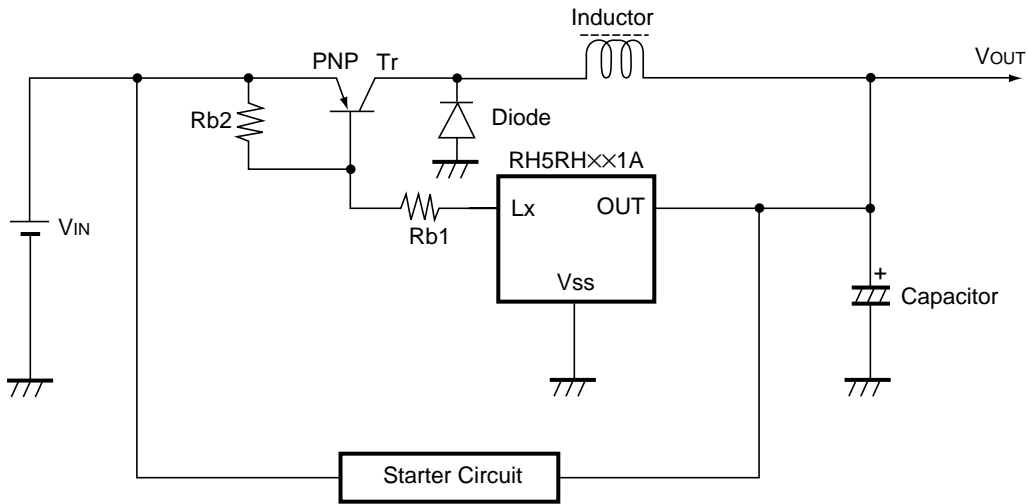 Inductor
PNP Tr
VOUT
Rb2
Diode
RH5RH××1A
Lx OUT
Rb1
VIN
Vss
+
Capacitor
Starter Circuit